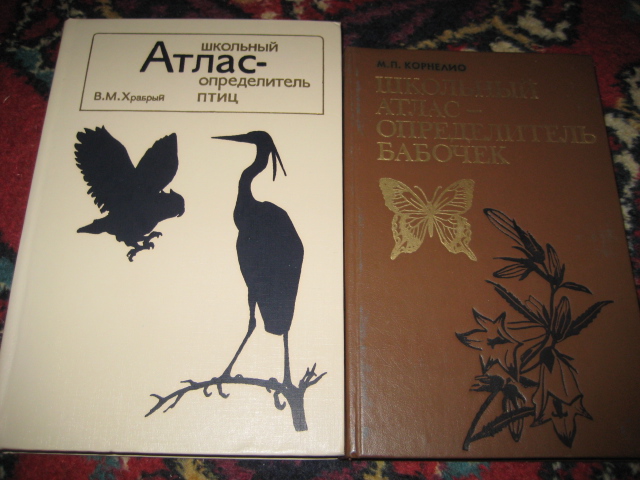 школьный
Атлас-
определитель
В.М.Храбрый птиц
М.П. КОРНЕЛИО
ШКОЛЬНЫЙ
АТЛАС—
ОПРЕДЕЛИТЕЛЬ
БАБОЧЕК